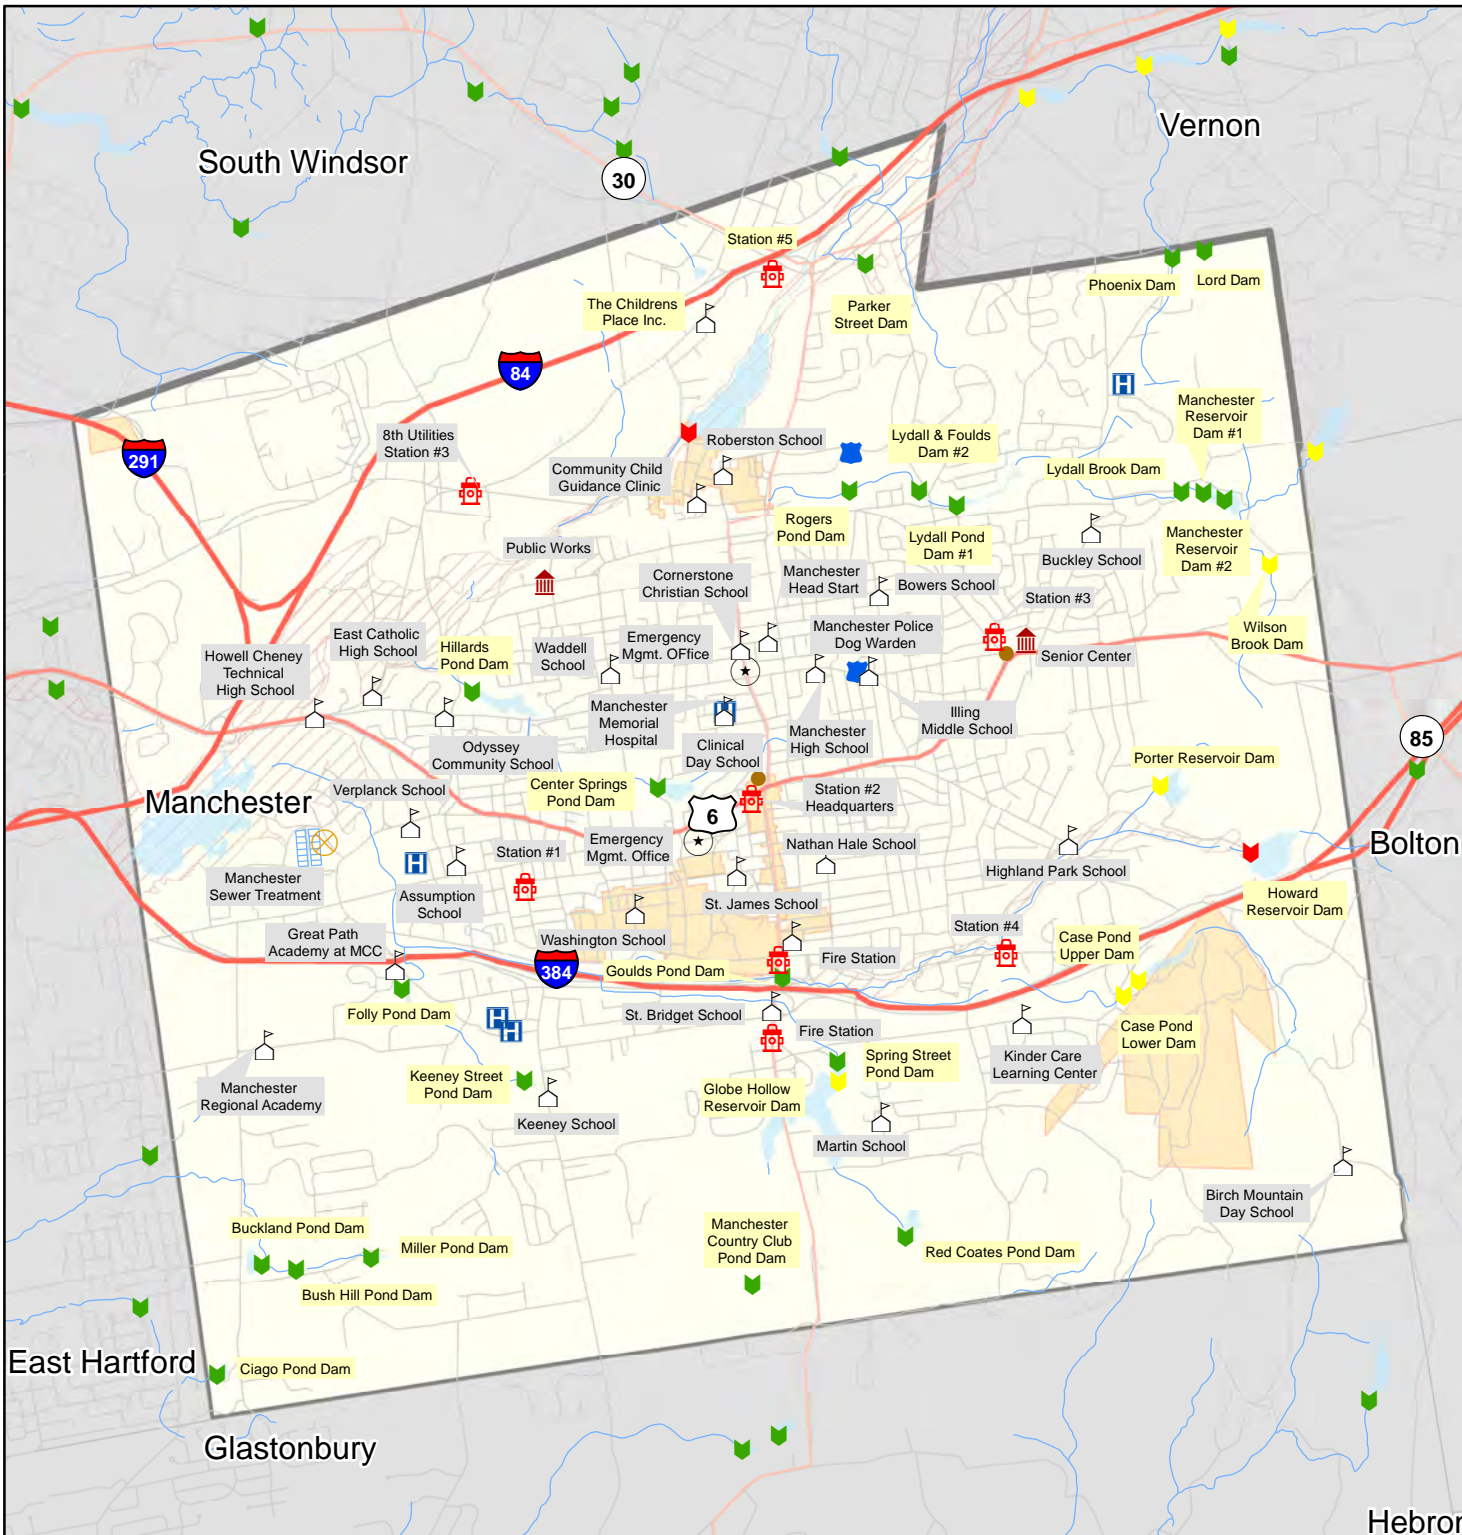 Vernon
South Windsor
30
Station #5
Phoenix Dam
Lord Dam
The Childrens
Place Inc.
Parker
Street Dam
84
Manchester
Reservoir
Dam #1
291
8th Utilities
Station #3
Roberston School
Lydall & Foulds
Dam #2
Community Child
Guidance Clinic
Lydall Brook Dam
Rogers
Pond Dam
Lydall Pond
Dam #1
Buckley School
Manchester
Reservoir
Dam #2
Public Works
Cornerstone
Christian School
Manchester
Head Start
Bowers School
Station #3
Wilson
Brook Dam
Howell Cheney
Technical
High School
East Catholic
High School
Hillards
Pond Dam
Waddell
School
Emergency
Mgmt. OFfice
Manchester Police
Dog Warden
Senior Center
Manchester
Memorial
Hospital
Clinical
Day School
Manchester
High School
Illing
Middle School
85
Odyssey
Community School
Porter Reservoir Dam
Verplanck School
Center Springs
Pond Dam
Station #2
Headquarters
Manchester
6
Bolton
Emergency
Mgmt. Office
Nathan Hale School
Station #1
Highland Park School
Manchester
Sewer Treatment
Assumption
School
St. James School
Howard
Reservoir Dam
Great Path
Academy at MCC
Washington School
Station #4
Case Pond
Upper Dam
384
Goulds Pond Dam
Fire Station
Folly Pond Dam
St. Bridget School
Fire Station
Case Pond
Lower Dam
Kinder Care
Learning Center
Spring Street
Pond Dam
Manchester
Regional Academy
Keeney Street
Pond Dam
Globe Hollow
Reservoir Dam
Keeney School
Martin School
Birch Mountain
Day School
Buckland Pond Dam
Miller Pond Dam
Bush Hill Pond Dam
Manchester
Country Club
Pond Dam
Red Coates Pond Dam
East Hartford
Ciago Pond Dam
Glastonbury
Hebron